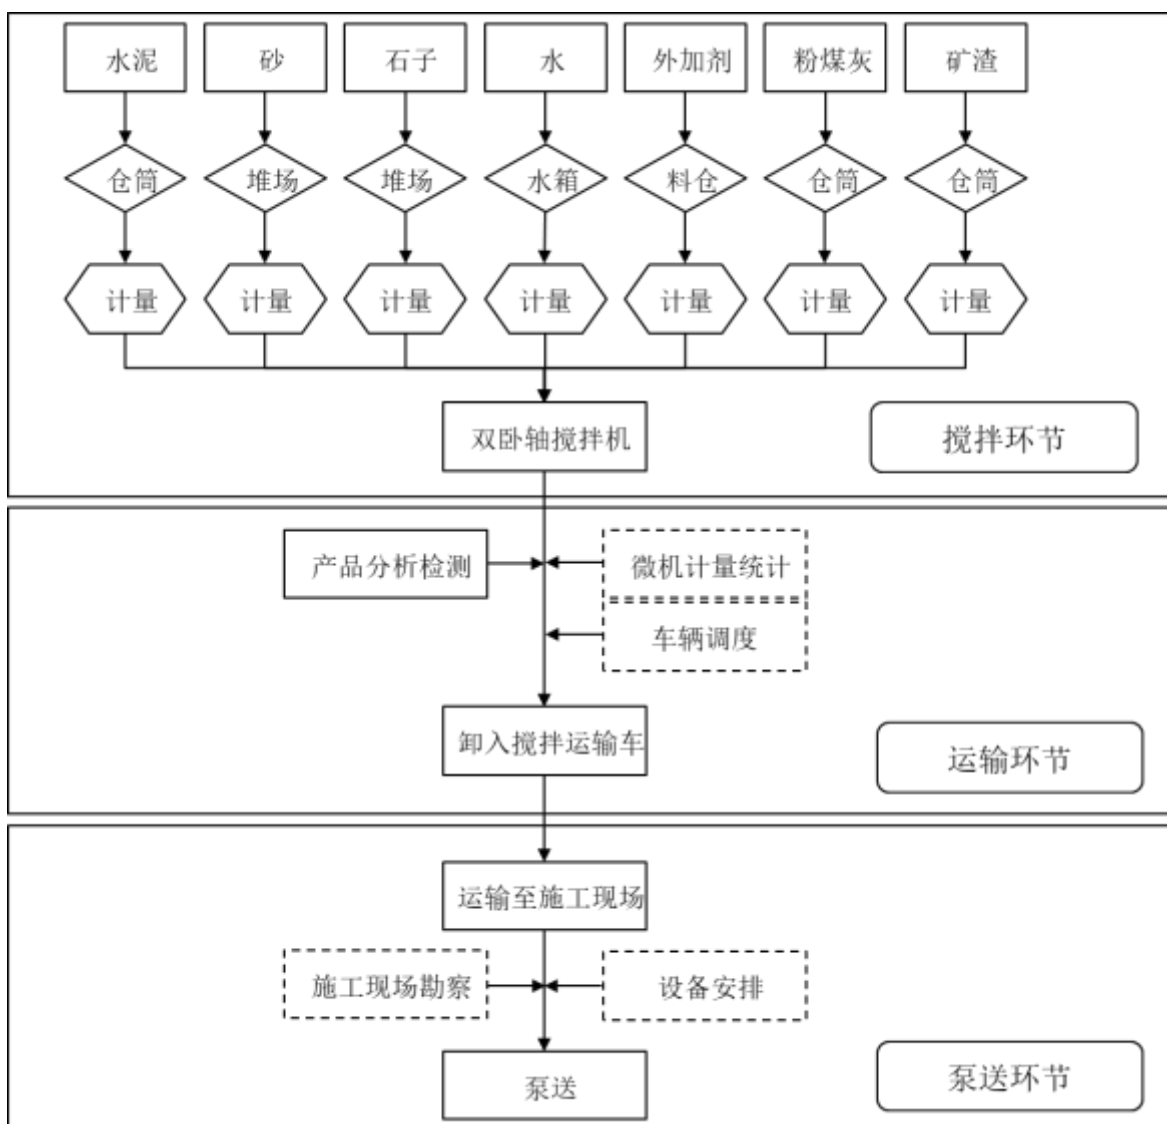 水泥 砂 石子 水 外加剂 粉煤灰 矿渣
仓筒 堆场 堆场 水箱 料仓 仓筒 仓筒
计量 计量 计量 计量 计量 计量 计量
双卧轴搅拌机
搅拌环节
产品分析检测 微机计量统计
车辆调度
卸入搅拌运输车
运输环节
运输至施工现场
施工现场勘察 设备安排
泵送
泵送环节